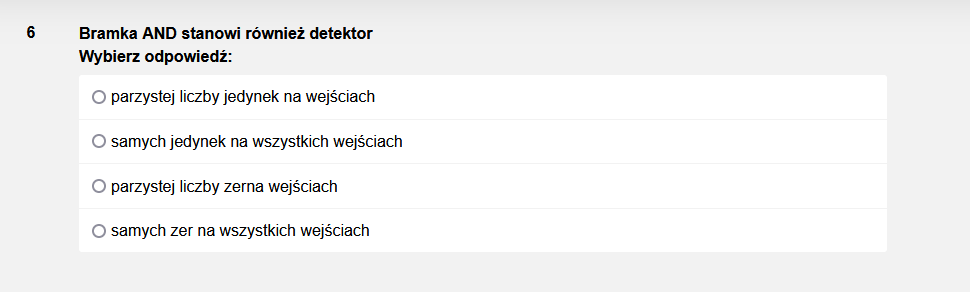 6 Bramka AND stanowi również detektor
Wybierz odpowiedź:
parzystej liczby jedynek na wejściach
samych jedynek na wszystkich wejściach
parzystej liczby zerna wejściach
samych zer na wszystkich wejściach